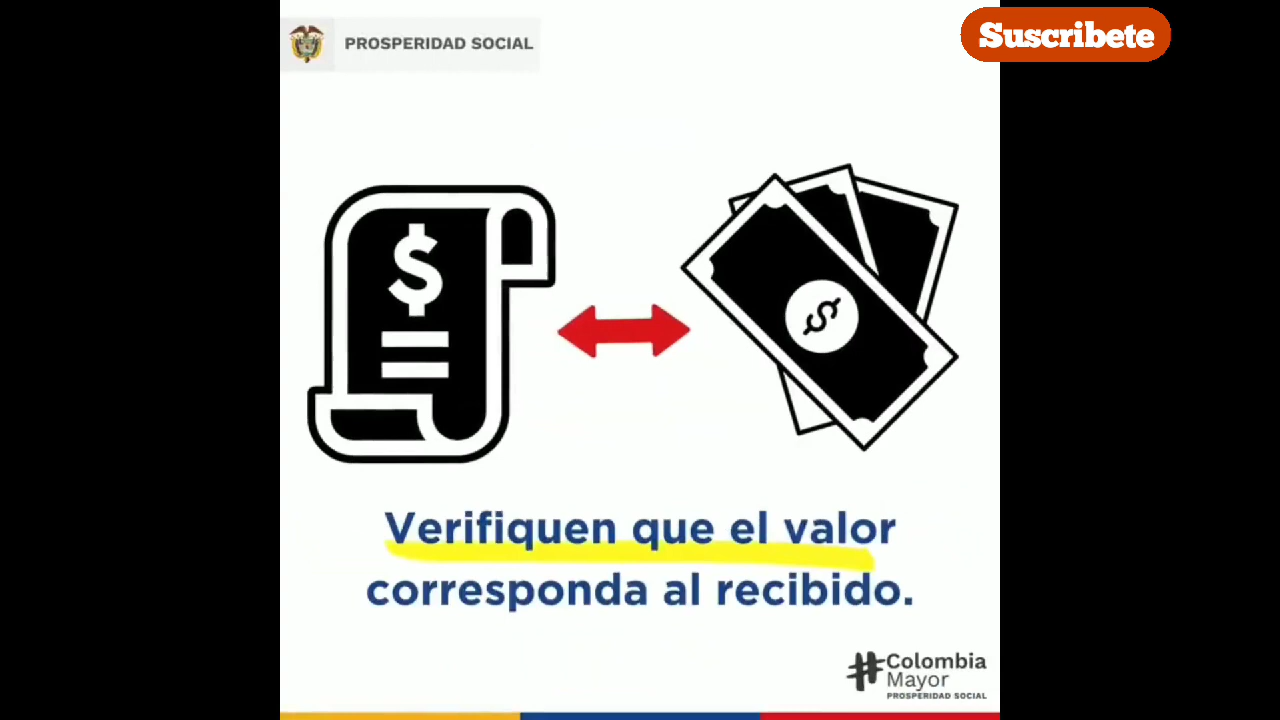 PROSPERIDAD SOCIAL
Suscribete
$
$
Verifiquen que el valor
corresponda al recibido.
#Colombia
Mayor
PROSPERIDAD SOCIAL